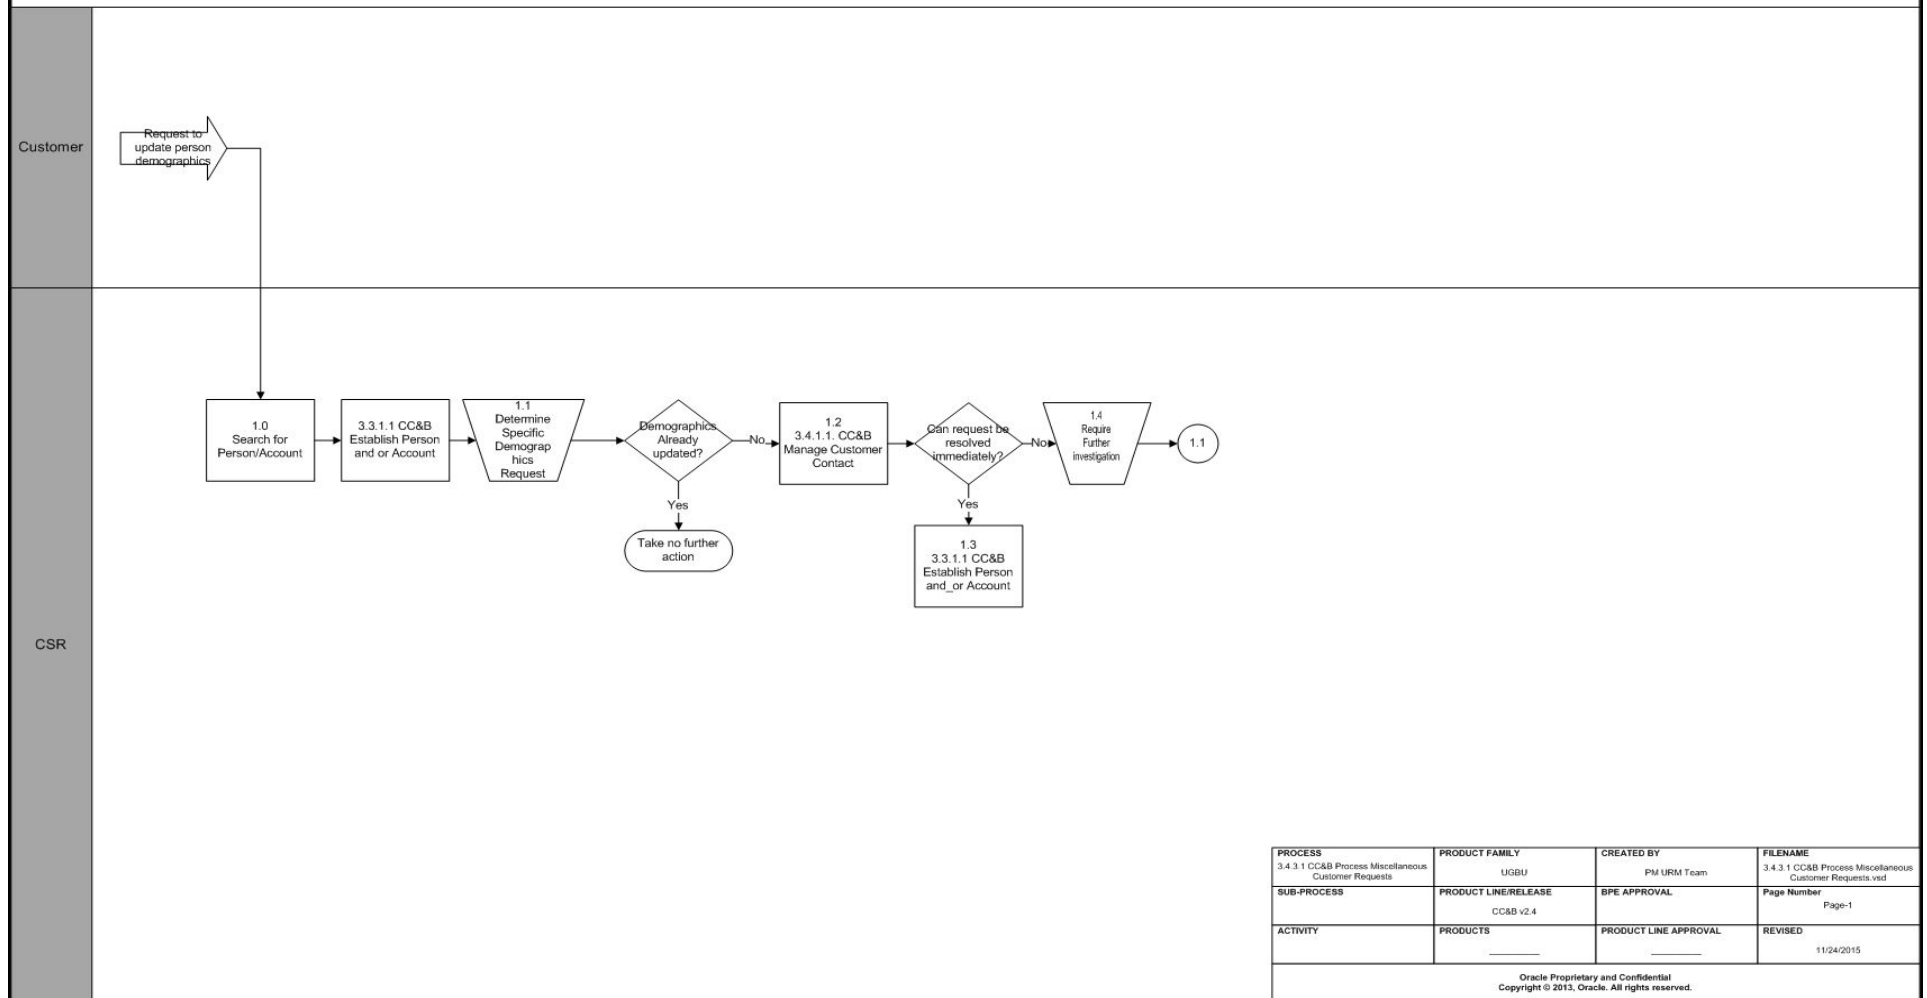 Customer
Request to
update person
demographics
CSR
1.0
Search for
Person/Account
3.3.1.1 CC&B
Establish Person
and or Account
1.1
Determine
Specific
Demograp
hics
Request
Demographics
Already
updated?
No
Yes
Take no further
action
1.2
3.4.1.1. CC&B
Manage Customer
Contact
Can request be
resolved
immediately?
No
Yes
1.3
3.3.1.1 CC&B
Establish Person
and_or Account
1.4
Require
Further
investigation
1.1
PROCESS
3.4.3.1 CC&B Process Miscellaneous
Customer Requests
PRODUCT FAMILY
UGBU
CREATED BY
PM URM Team
FILENAME
3.4.3.1 CC&B Process Miscellaneous
Customer Requests.vsd
SUB-PROCESS
PRODUCT LINE/RELEASE
CC&B v2.4
BPE APPROVAL
Page Number
Page-1
ACTIVITY
PRODUCTS
PRODUCT LINE APPROVAL
REVISED
11/24/2015
Oracle Proprietary and Confidential
Copyright © 2013, Oracle. All rights reserved.